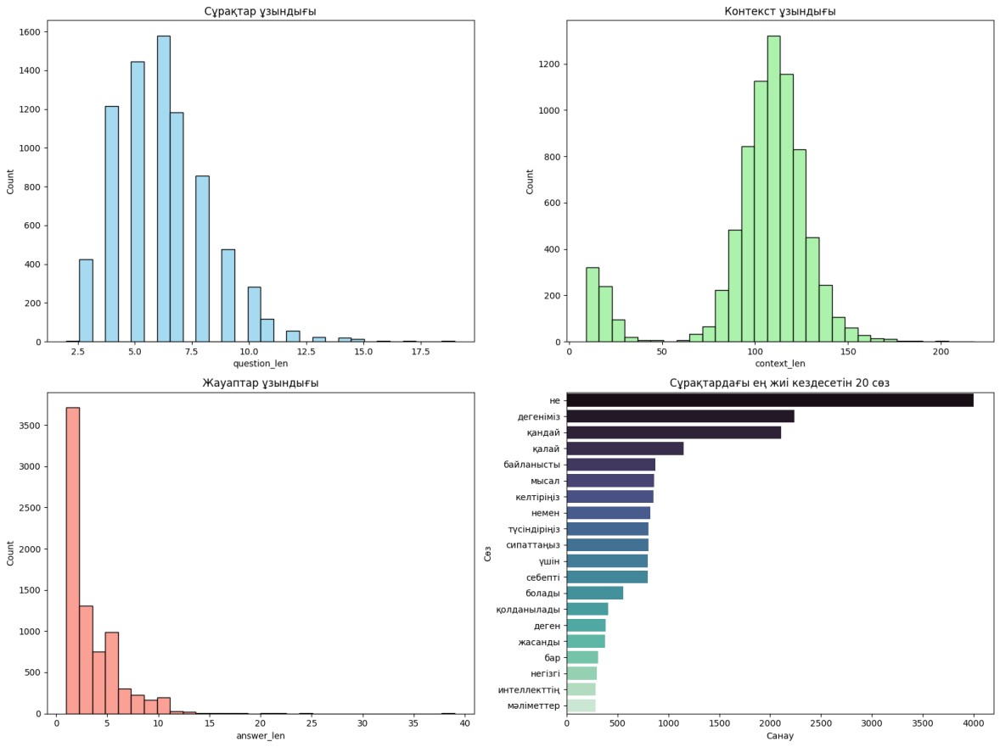 Сұрақтар ұзындығы
Count
1600
1400
1200
1000
800
600
400
200
0
2.5 5.0 7.5 10.0 12.5 15.0 17.5
question_len
Контекст ұзындығы
Count
1200
1000
800
600
400
200
0
0 50 100 150 200
context_len
Жауаптар ұзындығы
Count
3500
3000
2500
2000
1500
1000
500
0
0 5 10 15 20 25 30 35 40
answer_len
Сұрақтардағы ең жиі кездесетін 20 сөз
Сөз
не
дегеніміз
қандай
қалай
байланысты
мысал
келтіріңіз
немен
түсіндіріңіз
сипаттаңыз
үшін
себепті
болады
қолданылады
деген
жасанды
бар
негізгі
интеллекттің
мәліметтер
0 500 1000 1500 2000 2500 3000 3500 4000
Санау